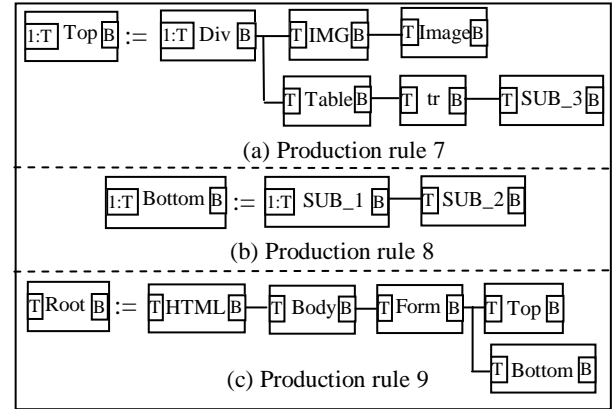 1:T Top B := 1:T Div B T IMG B T Image B
T Table B T tr B T SUB_3 B
(a) Production rule 7
1:T Bottom B := 1:T SUB_1 B T SUB_2 B
(b) Production rule 8
T Root B := T HTML B T Body B T Form B T Top B
T Bottom B
(c) Production rule 9